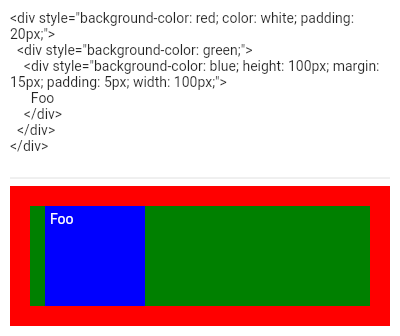 <div style="background-color: red; color: white; padding:
20px;">
<div style="background-color: green;">
<div style="background-color: blue; height: 100px; margin:
15px; padding: 5px; width: 100px;">
Foo
</div>
</div>
</div>
Foo